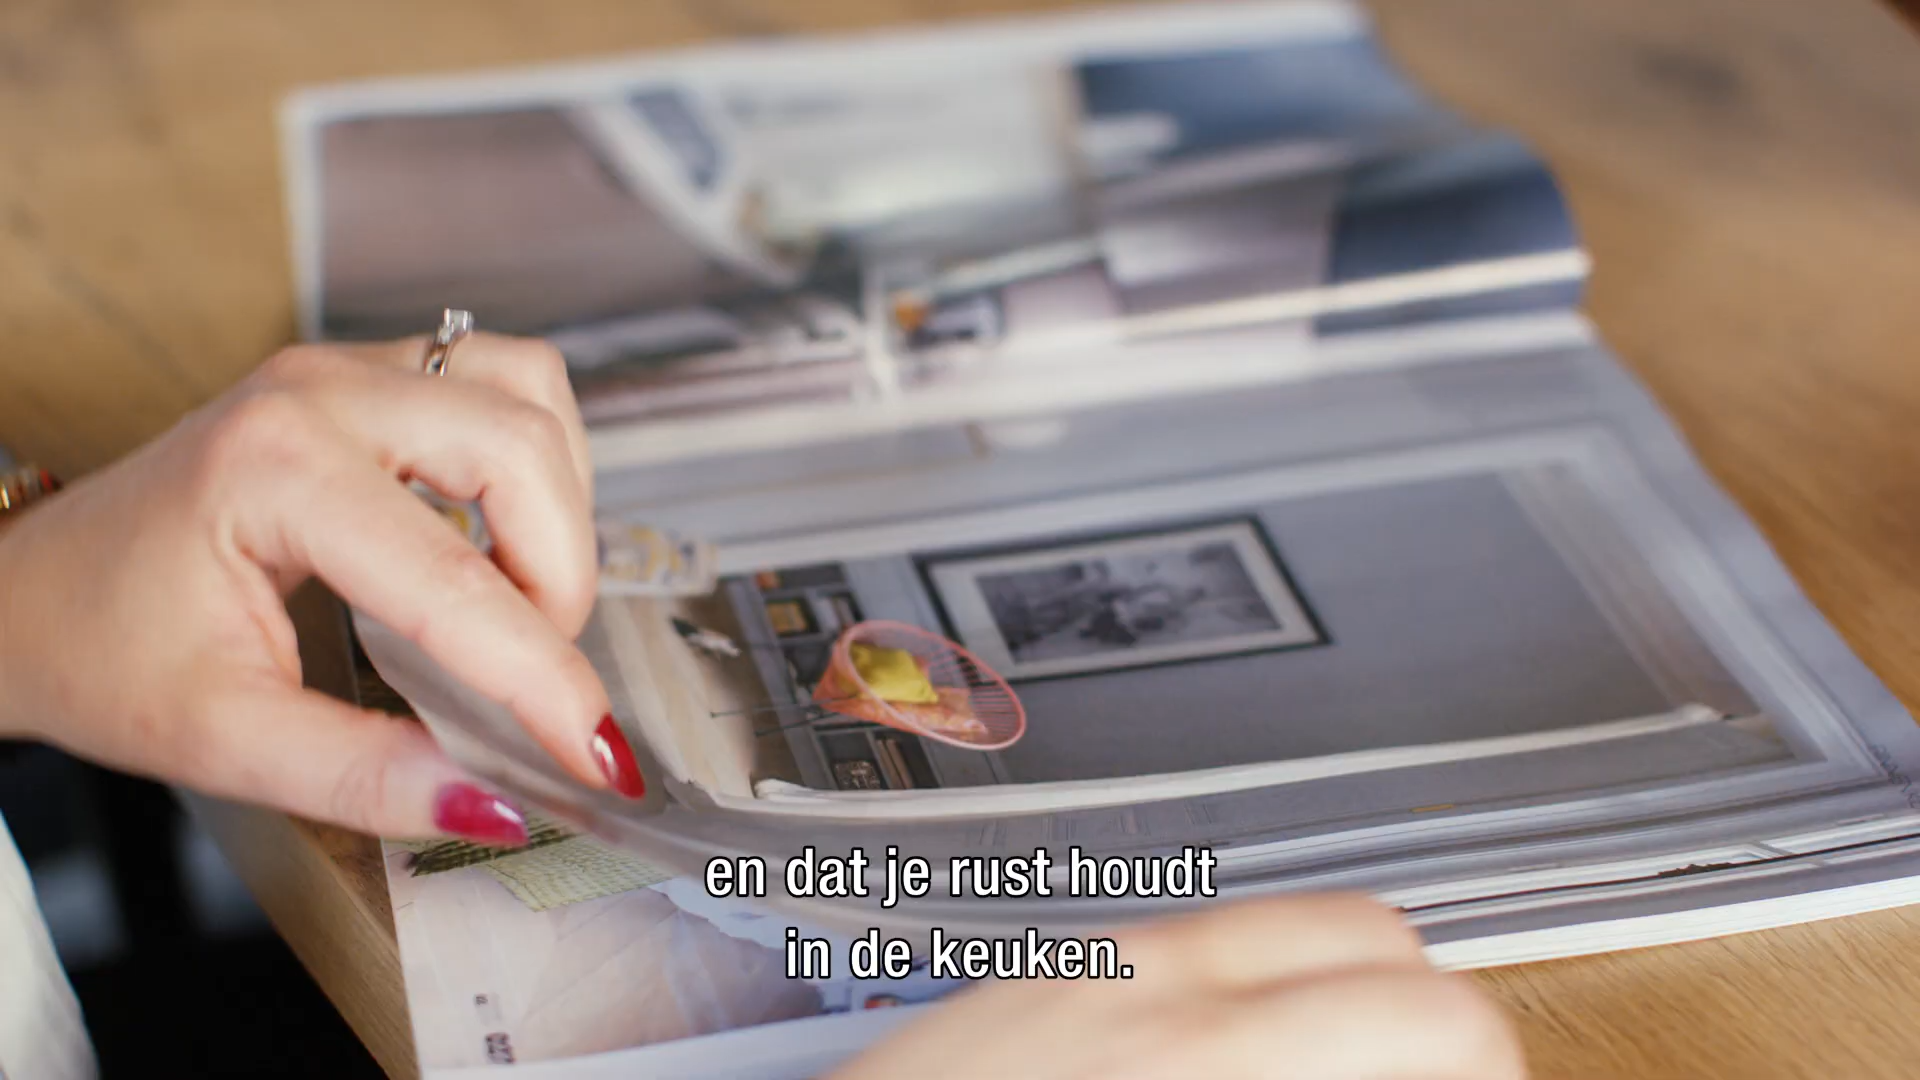 en dat je rust houdt
in de keuken.